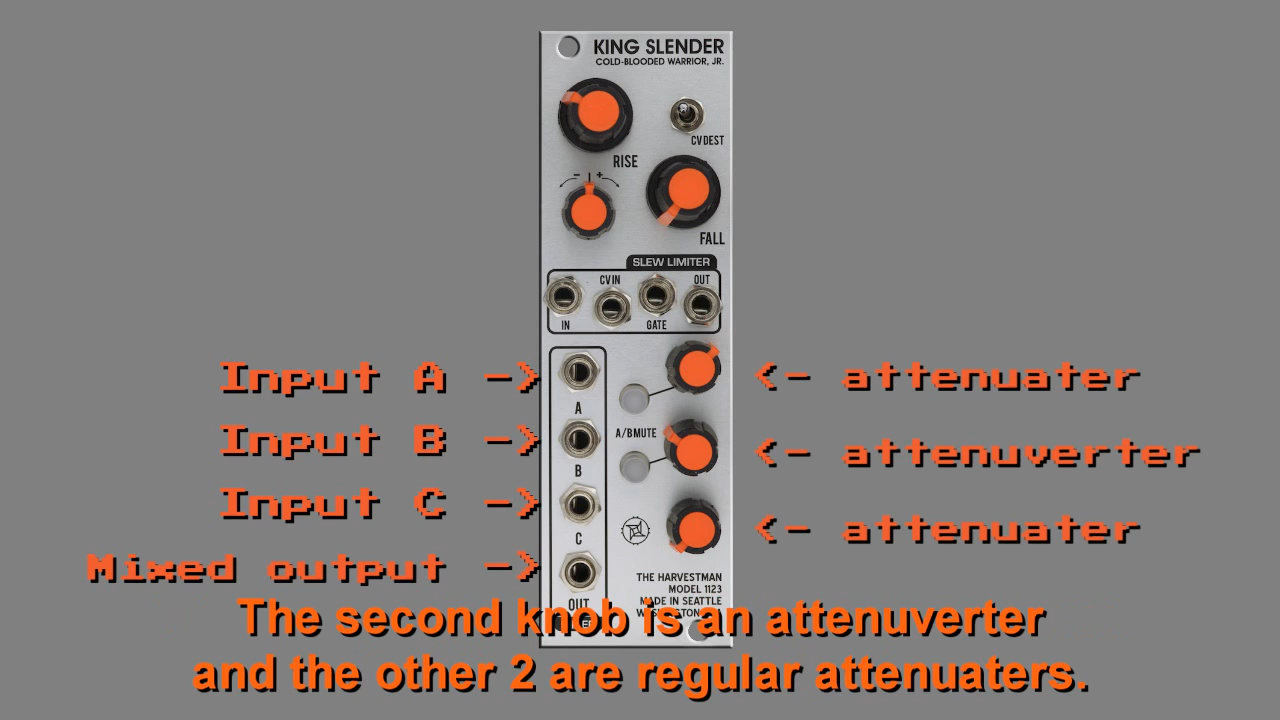 KING SLENDER
COLD-BLOODED WARRIOR, JR.
CV DEST
RISE
- +
FALL
SLEW LIMITER
CV IN
OUT
IN
GATE
Input A ->
<- attenuater
A
A/B MUTE
Input B ->
<- attenuverter
B
Input C ->
<- attenuater
C
Mixed output ->
THE HARVESTMAN
MODEL 1123
MADE IN SEATTLE
OUT
The second knob is an attenuverter
and the other 2 are regular attenuaters.